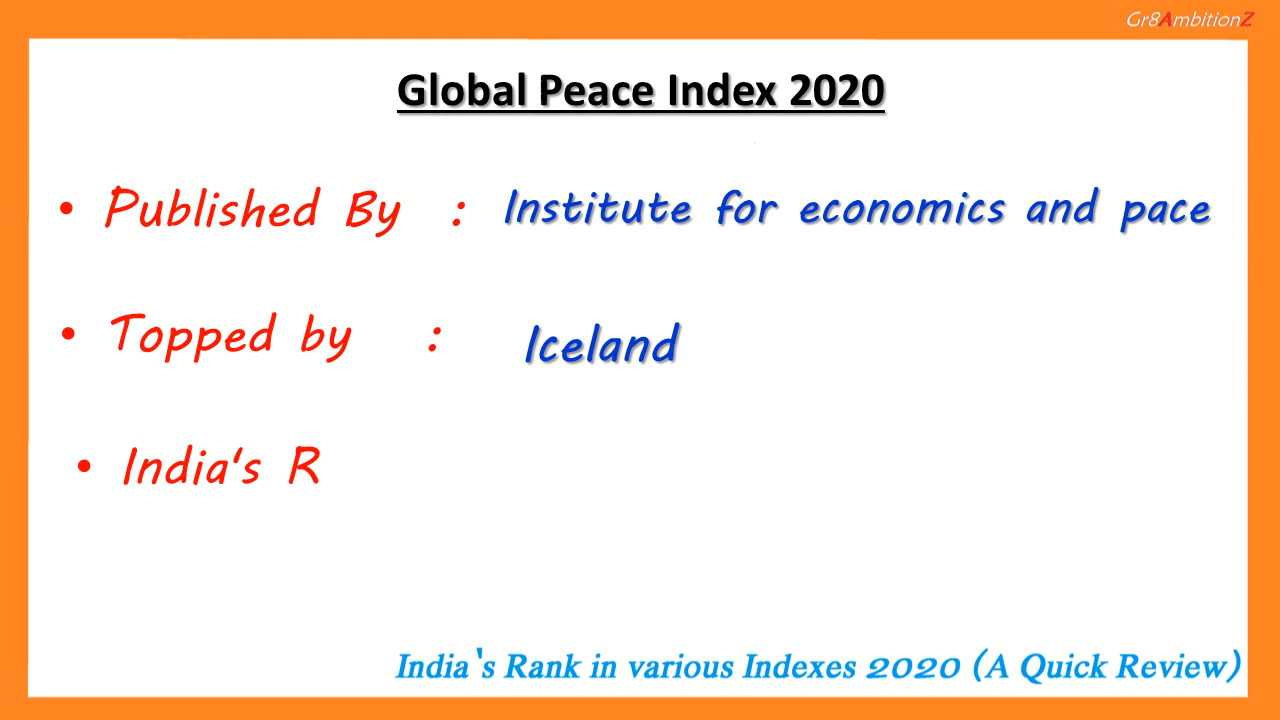 Gr8AmbitionZ
Global Peace Index 2020
• Published By : Institute for economics and pace
• Topped by : Iceland
• India's R
India's Rank in various Indexes 2020 (A Quick Review)